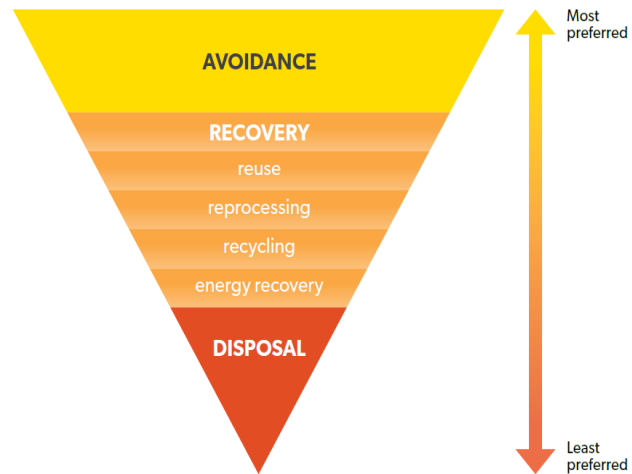 Most
preferred
AVOIDANCE
RECOVERY
reuse
reprocessing
recycling
energy recovery
DISPOSAL
Least
preferred